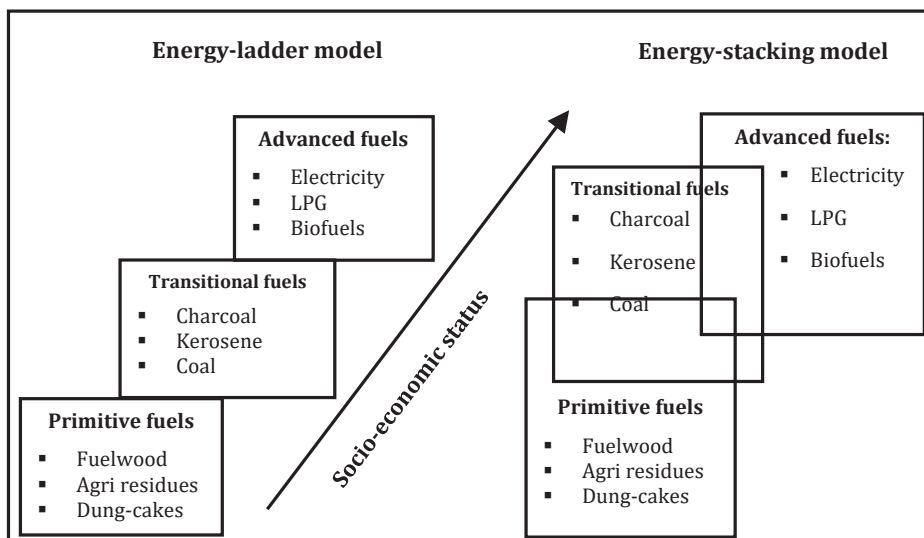 Energy-ladder model
Advanced fuels
▪ Electricity
▪ LPG
▪ Biofuels
Transitional fuels
▪ Charcoal
▪ Kerosene
▪ Coal
Primitive fuels
▪ Fuelwood
▪ Agri residues
▪ Dung-cakes
Socio-economic status
Energy-stacking model
Advanced fuels:
▪ Electricity
▪ LPG
▪ Biofuels
Transitional fuels
▪ Charcoal
▪ Kerosene
▪ Coal
Primitive fuels
▪ Fuelwood
▪ Agri residues
▪ Dung-cakes